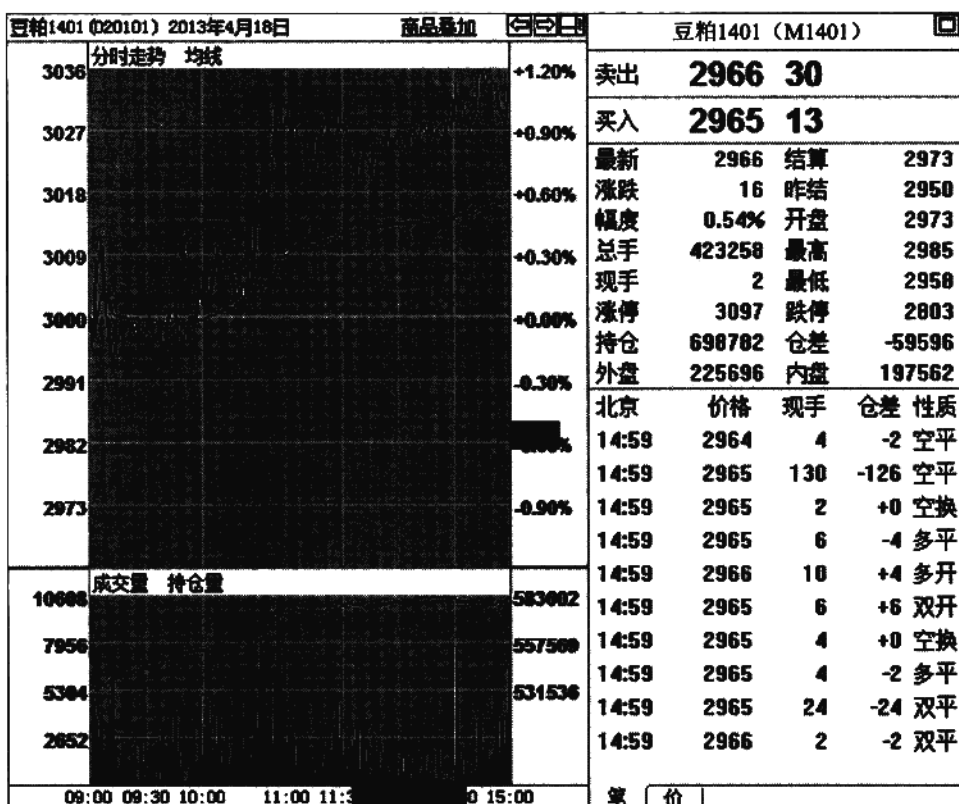 豆粕1401 (020101) 2013年4月18日 商品叠加
分时走势 均线
3036 +1.20%
3027 +0.90%
3018 +0.60%
3009 +0.30%
3000 +0.00%
2991 -0.30%
2982
2973 -0.90%
成交量 持仓量
10608 583602
7956 557569
5304 531536
2652
09:00 09:30 10:00 11:00 11:3 0 15:00
豆粕1401（M1401）
卖出 2966 30
买入 2965 13
最新 2966 结算 2973
涨跌 16 昨结 2950
幅度 0.54% 开盘 2973
总手 423258 最高 2985
现手 2 最低 2958
涨停 3097 跌停 2803
持仓 698782 仓差 -59596
外盘 225696 内盘 197562
北京 价格 现手 仓差 性质
14:59 2964 4 -2 空平
14:59 2965 130 -126 空平
14:59 2965 2 +0 空换
14:59 2965 6 -4 多平
14:59 2966 10 +4 多开
14:59 2965 6 +6 双开
14:59 2965 4 +0 空换
14:59 2965 4 -2 多平
14:59 2965 24 -24 双平
14:59 2966 2 -2 双平
笔 价